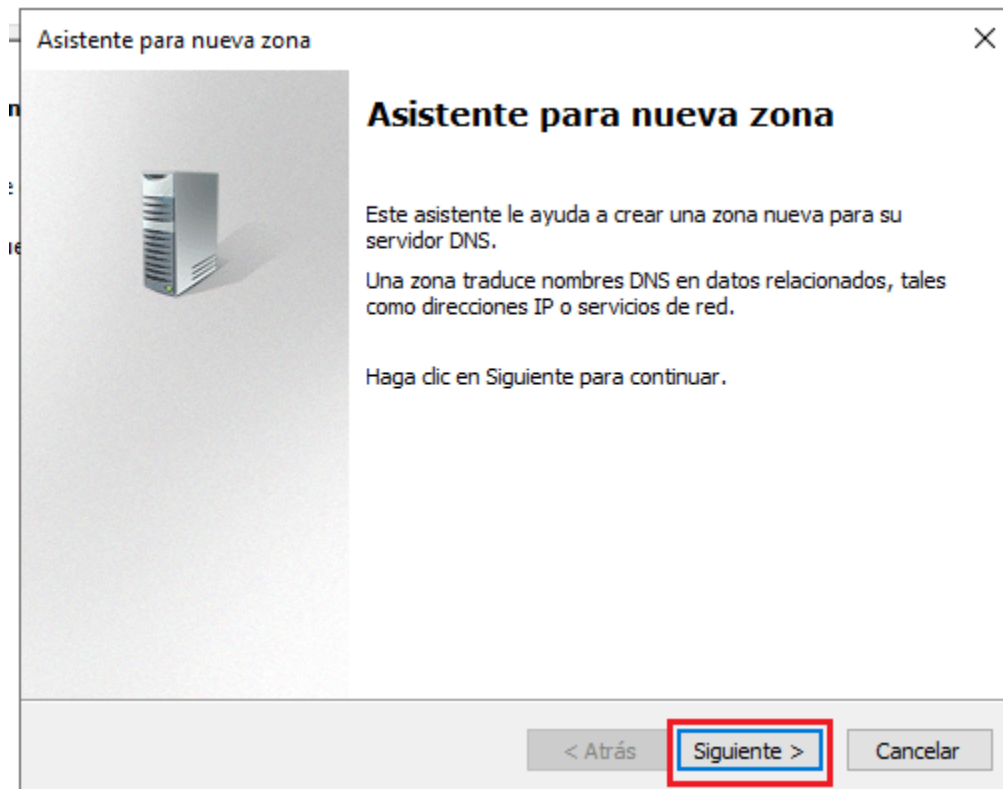 Asistente para nueva zona
Asistente para nueva zona
Este asistente le ayuda a crear una zona nueva para su
servidor DNS.
Una zona traduce nombres DNS en datos relacionados, tales
como direcciones IP o servicios de red.
Haga clic en Siguiente para continuar.
< Atrás Siguiente > Cancelar